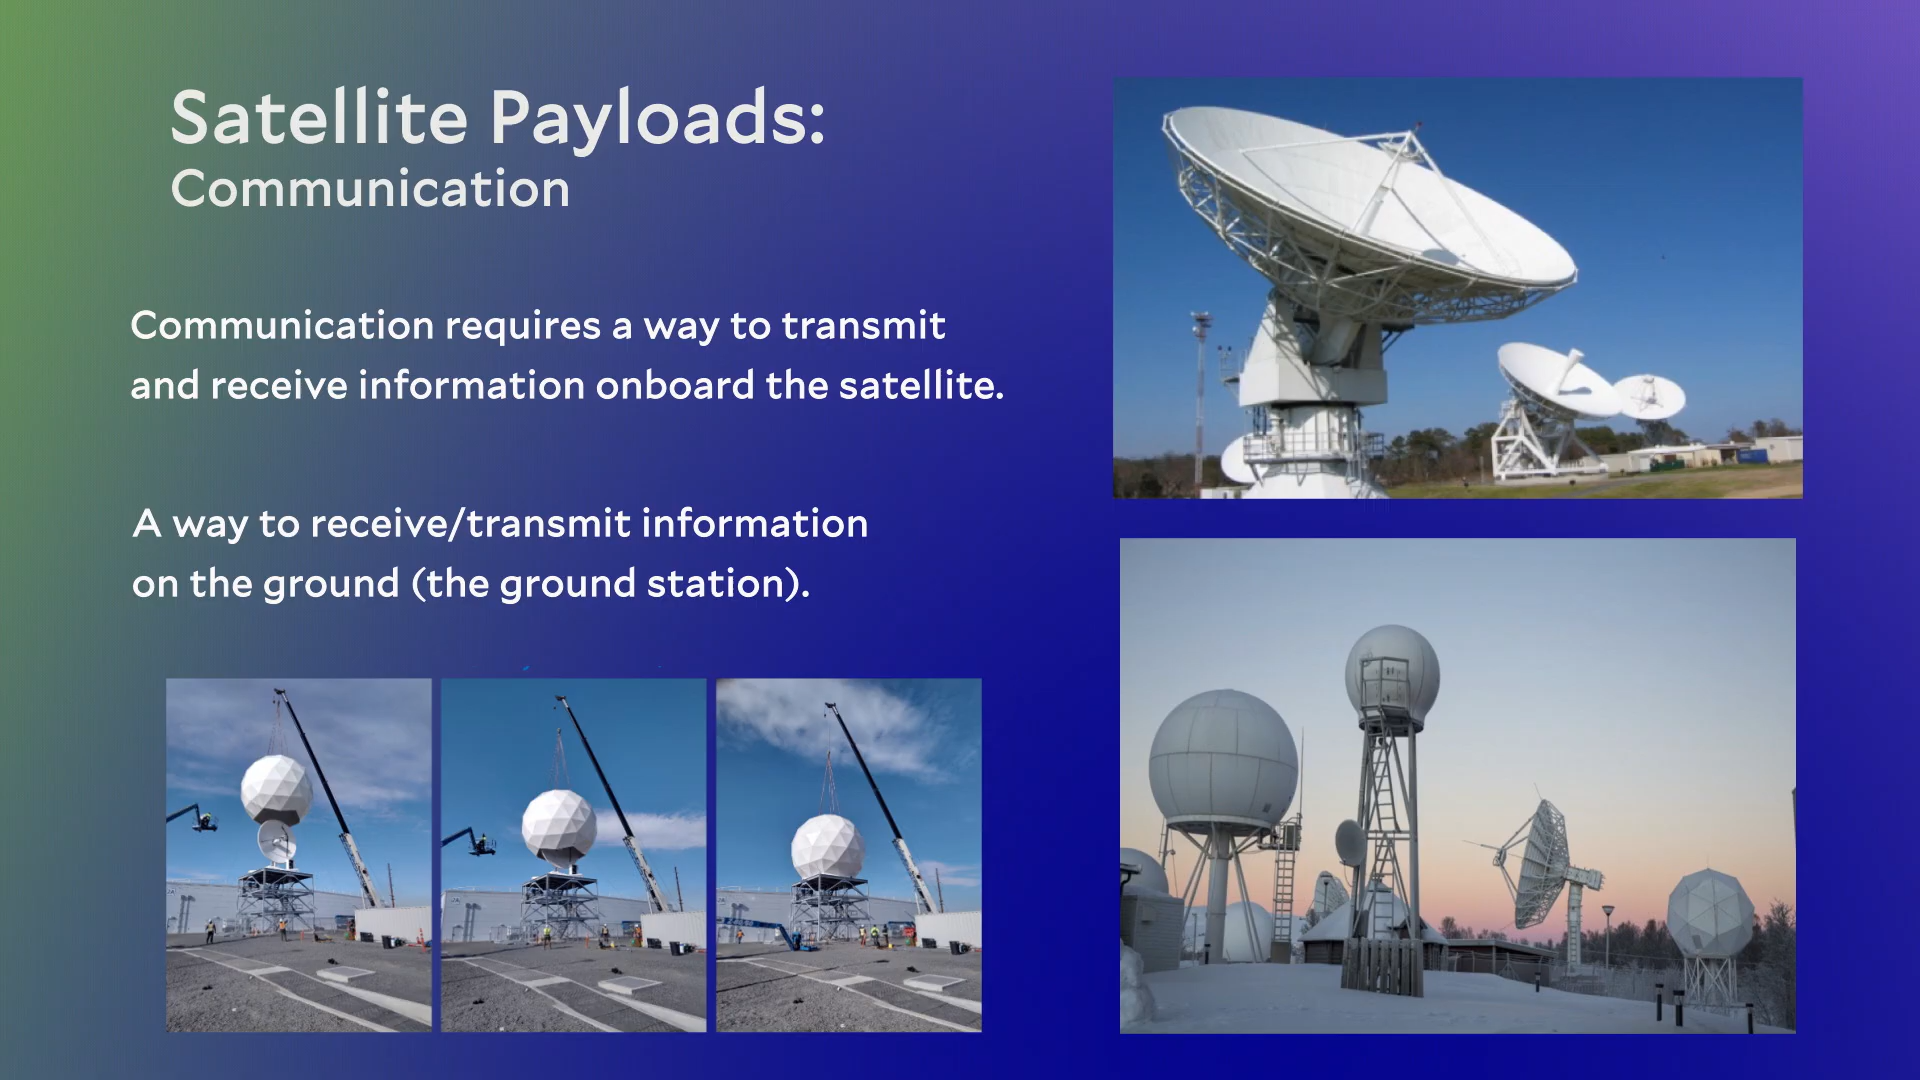 Satellite Payloads:
Communication
Communication requires a way to transmit
and receive information onboard the satellite.
A way to receive/transmit information
on the ground (the ground station).